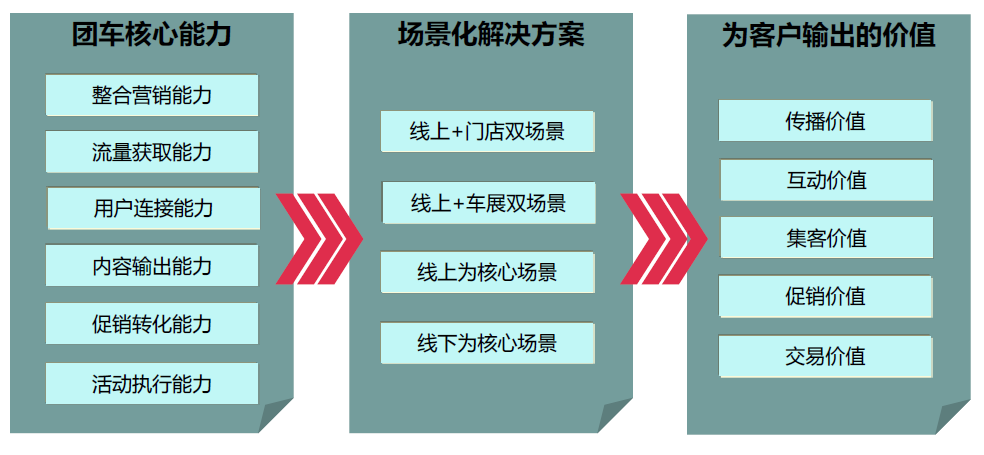 团车核心能力
整合营销能力
流量获取能力
用户连接能力
内容输出能力
促销转化能力
活动执行能力
场景化解决方案
线上+门店双场景
线上+车展双场景
线上为核心场景
线下为核心场景
为客户输出的价值
传播价值
互动价值
集客价值
促销价值
交易价值